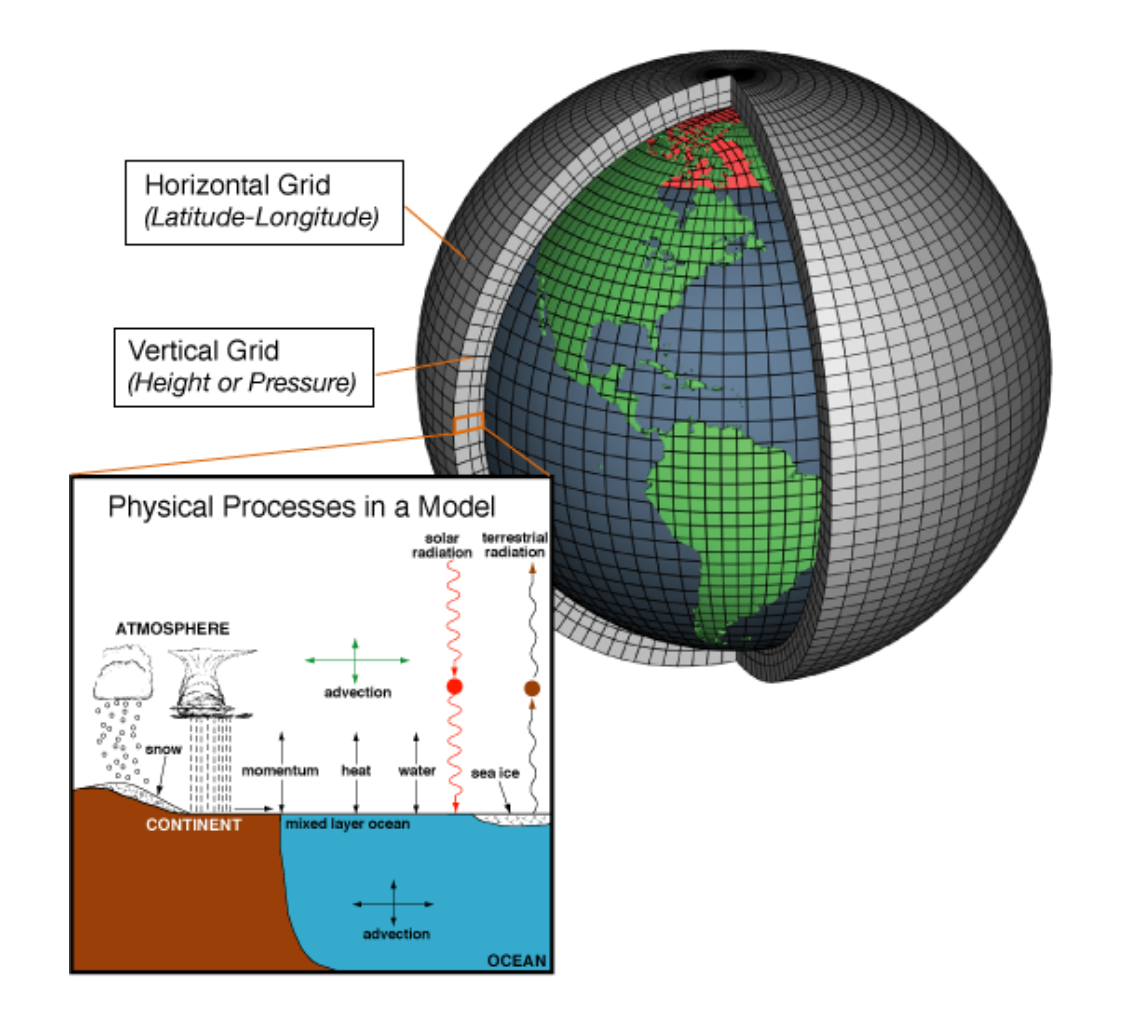 Horizontal Grid
(Latitude-Longitude)
Vertical Grid
(Height or Pressure)
Physical Processes in a Model
solar
radiation
terrestrial
radiation
ATMOSPHERE
advection
snow
momentum
heat
water
sea ice
CONTINENT
mixed layer ocean
advection
OCEAN